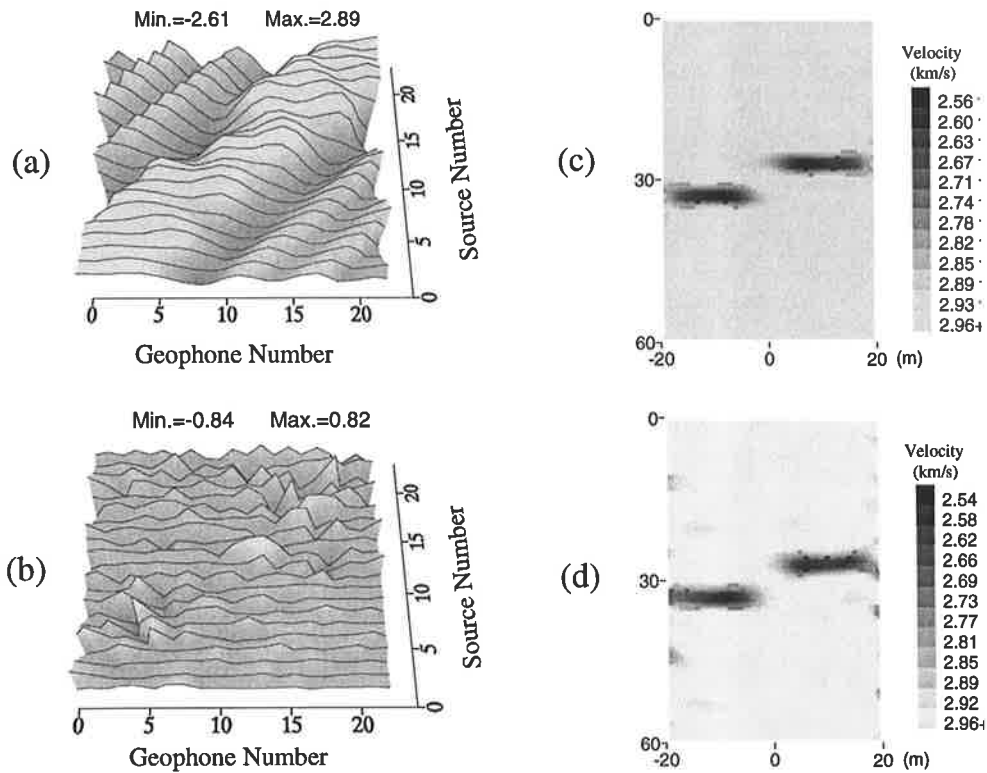 Min.=-2.61 Max.=2.89
(a)
20
15
10
5
0
Source Number
0 5 10 15 20
Geophone Number
(c)
0
30
60
-20 0 20 (m)
Velocity
(km/s)
2.56
2.60
2.63
2.67
2.71
2.74
2.78
2.82
2.85
2.89
2.93
2.96+
Min.=-0.84 Max.=0.82
(b)
20
15
10
5
0
Source Number
0 5 10 15 20
Geophone Number
(d)
0
30
60
-20 0 20 (m)
Velocity
(km/s)
2.54
2.58
2.62
2.66
2.69
2.73
2.77
2.81
2.85
2.89
2.92
2.96+